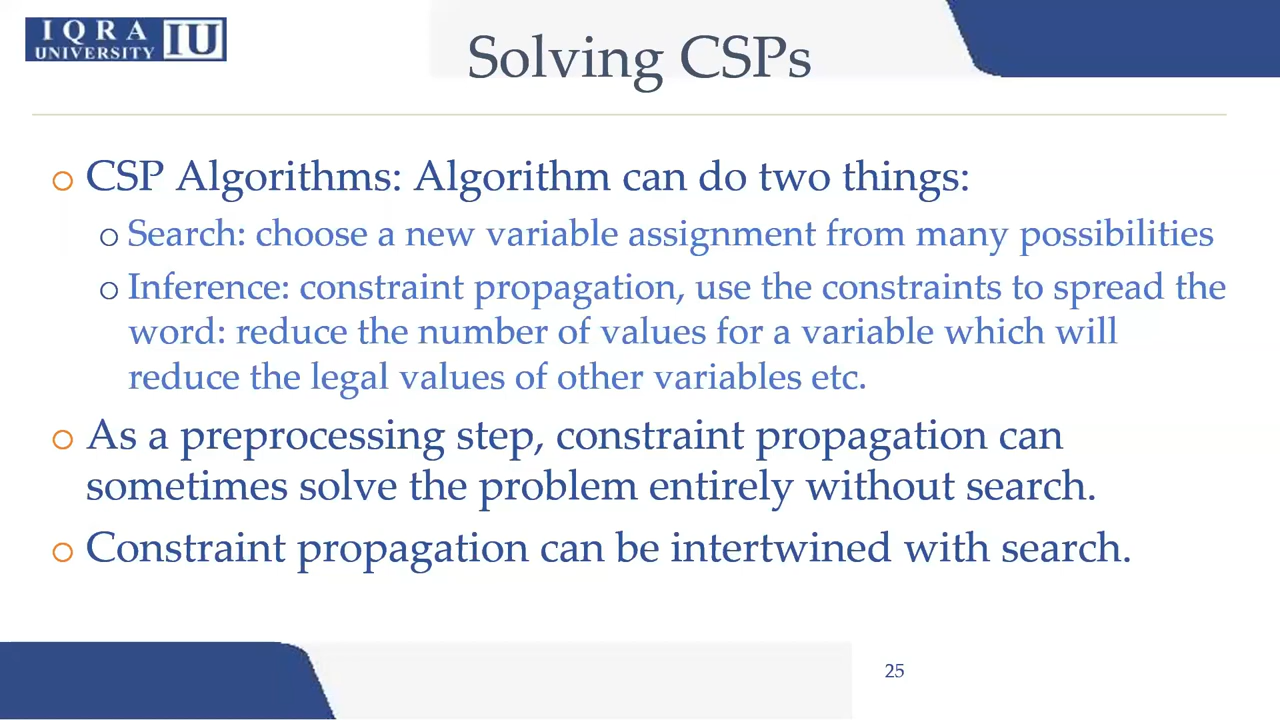 IQRA
UNIVERSITY IU
Solving CSPs
o CSP Algorithms: Algorithm can do two things:
o Search: choose a new variable assignment from many possibilities
o Inference: constraint propagation, use the constraints to spread the
word: reduce the number of values for a variable which will
reduce the legal values of other variables etc.
o As a preprocessing step, constraint propagation can
sometimes solve the problem entirely without search.
o Constraint propagation can be intertwined with search.
25